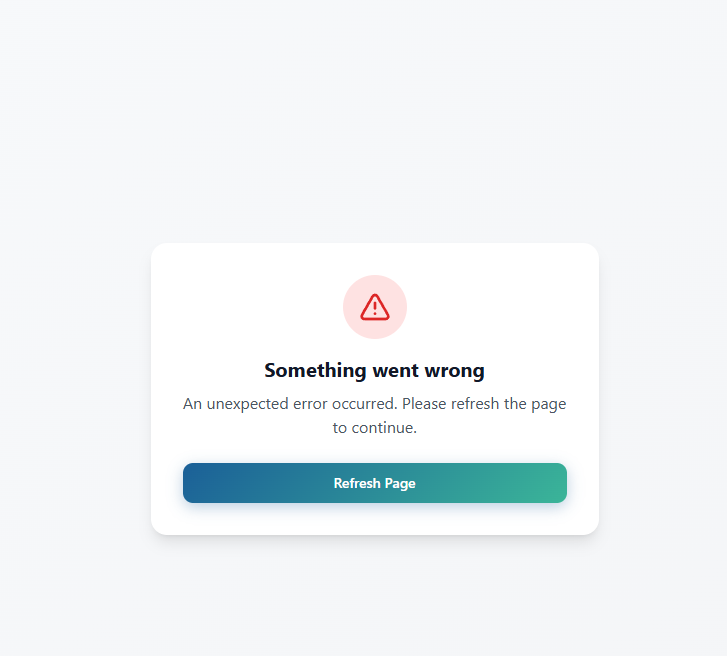 Something went wrong
An unexpected error occurred. Please refresh the page
to continue.
Refresh Page